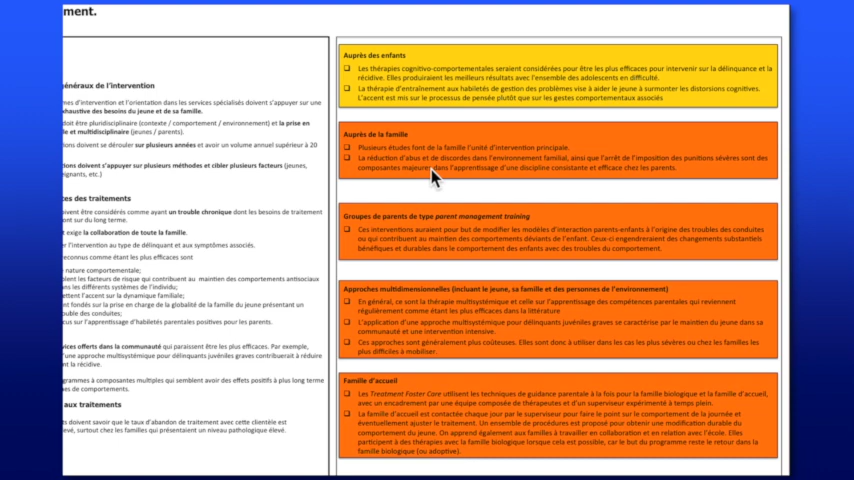 ment.
énéraux de l'intervention
mes d'intervention et l'orientation dans les services spécialisés doivent s'appuyer sur une
haustive des besoins du jeune et de sa famille.
doit être pluridisciplinaire (contexte / comportement / environnement) et la prise en
le et multidisciplinaire (jeunes / parents).
tions doivent se dérouler sur plusieurs années et avoir un volume annuel supérieur à 20
tions doivent s'appuyer sur plusieurs méthodes et cibler plusieurs facteurs (jeunes,
eignants, etc.)
es des traitements
oivent être considérés comme ayant un trouble chronique dont les besoins de traitement
sur du long terme.
t exige la collaboration de toute la famille.
er l'intervention au type de délinquant et aux symptômes associés.
reconnus comme étant les plus efficaces sont
nature comportementale;
blent les facteurs de risque qui contribuent au maintien des comportements antisociaux
ns les différents systèmes de l'individu;
ettent l'accent sur la dynamique familiale;
nt fondés sur la prise en charge de la globalité de la famille du jeune présentant un
ouble des conduites;
cus sur l'apprentissage d'habiletés parentales positives pour les parents.
vices offerts dans la communauté qui paraissent être les plus efficaces. Par exemple,
'une approche multisystémique pour délinquants juvéniles graves contribuerait à réduire
nt la récidive.
grammes à composantes multiples qui semblent avoir des effets positifs à plus long terme
es de comportements.
aux traitements
ts doivent savoir que le taux d'abandon de traitement avec cette clientèle est
levé, surtout chez les familles qui présentaient un niveau pathologique élevé.
Auprès des enfants
❑ Les thérapies cognitivo-comportementales seraient considérées pour être les plus efficaces pour intervenir sur la délinquance et la
récidive. Elles produiraient les meilleurs résultats avec l'ensemble des adolescents en difficulté.
❑ La thérapie d'entraînement aux habiletés de gestion des problèmes vise à aider le jeune à surmonter les distorsions cognitives.
L'accent est mis sur le processus de pensée plutôt que sur les gestes comportementaux associés
Auprès de la famille
❑ Plusieurs études font de la famille l'unité d'intervention principale.
❑ La réduction d'abus et de discordes dans l'environnement familial, ainsi que l'arrêt de l'imposition des punitions sévères sont des
composantes majeures dans l'apprentissage d'une discipline consistante et efficace chez les parents.
Groupes de parents de type parent management training
❑ Ces interventions auraient pour but de modifier les modèles d'interaction parents-enfants à l'origine des troubles des conduites
ou qui contribuent au maintien des comportements déviants de l'enfant. Ceux-ci engendreraient des changements substantiels
bénéfiques et durables dans le comportement des enfants avec des troubles du comportement.
Approches multidimensionnelles (incluant le jeune, sa famille et des personnes de l'environnement)
❑ En général, ce sont la thérapie multisystémique et celle sur l'apprentissage des compétences parentales qui reviennent
régulièrement comme étant les plus efficaces dans la littérature
❑ L'application d'une approche multisystémique pour délinquants juvéniles graves se caractérise par le maintien du jeune dans sa
communauté et une intervention intensive.
❑ Ces approches sont généralement plus coûteuses. Elles sont donc à utiliser dans les cas les plus sévères ou chez les familles les
plus difficiles à mobiliser.
Famille d'accueil
❑ Les Treatment Foster Care utilisent les techniques de guidance parentale à la fois pour la famille biologique et la famille d'accueil,
avec un encadrement par une équipe composée de thérapeutes et d'un superviseur expérimenté à temps plein.
❑ La famille d'accueil est contactée chaque jour par le superviseur pour faire le point sur le comportement de la journée et
éventuellement ajuster le traitement. Un ensemble de procédures est proposé pour obtenir une modification durable du
comportement du jeune. On apprend également aux familles à travailler en collaboration et en relation avec l'école. Elles
participent à des thérapies avec la famille biologique lorsque cela est possible, car le but du programme reste le retour dans la
famille biologique (ou adoptive).